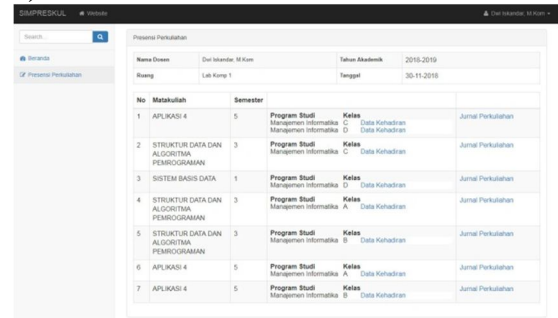 SIMPRESKUL Website Dwi Iskandar, M.Kom
Search...
Beranda
Presensi Perkuliahan
Presensi Perkuliahan
Nama Dosen Dwi Iskandar, M.Kom Tahun Akademik 2018-2019
Ruang Lab Komp 1 Tanggal 30-11-2018
No Matakuliah Semester
1 APLIKASI 4 5 Program Studi Kelas Jurnal Perkuliahan
Manajemen Informatika C Data Kehadiran
Manajemen Informatika D Data Kehadiran
2 STRUKTUR DATA DAN 3 Program Studi Kelas Jurnal Perkuliahan
ALGORITMA Manajemen Informatika C Data Kehadiran
PEMROGRAMAN
3 SISTEM BASIS DATA 1 Program Studi Kelas Jurnal Perkuliahan
Manajemen Informatika D Data Kehadiran
4 STRUKTUR DATA DAN 3 Program Studi Kelas Jurnal Perkuliahan
ALGORITMA Manajemen Informatika A Data Kehadiran
PEMROGRAMAN
5 STRUKTUR DATA DAN 3 Program Studi Kelas Jurnal Perkuliahan
ALGORITMA Manajemen Informatika B Data Kehadiran
PEMROGRAMAN
6 APLIKASI 4 5 Program Studi Kelas Jurnal Perkuliahan
Manajemen Informatika A Data Kehadiran
7 APLIKASI 4 5 Program Studi Kelas Jurnal Perkuliahan
Manajemen Informatika B Data Kehadiran